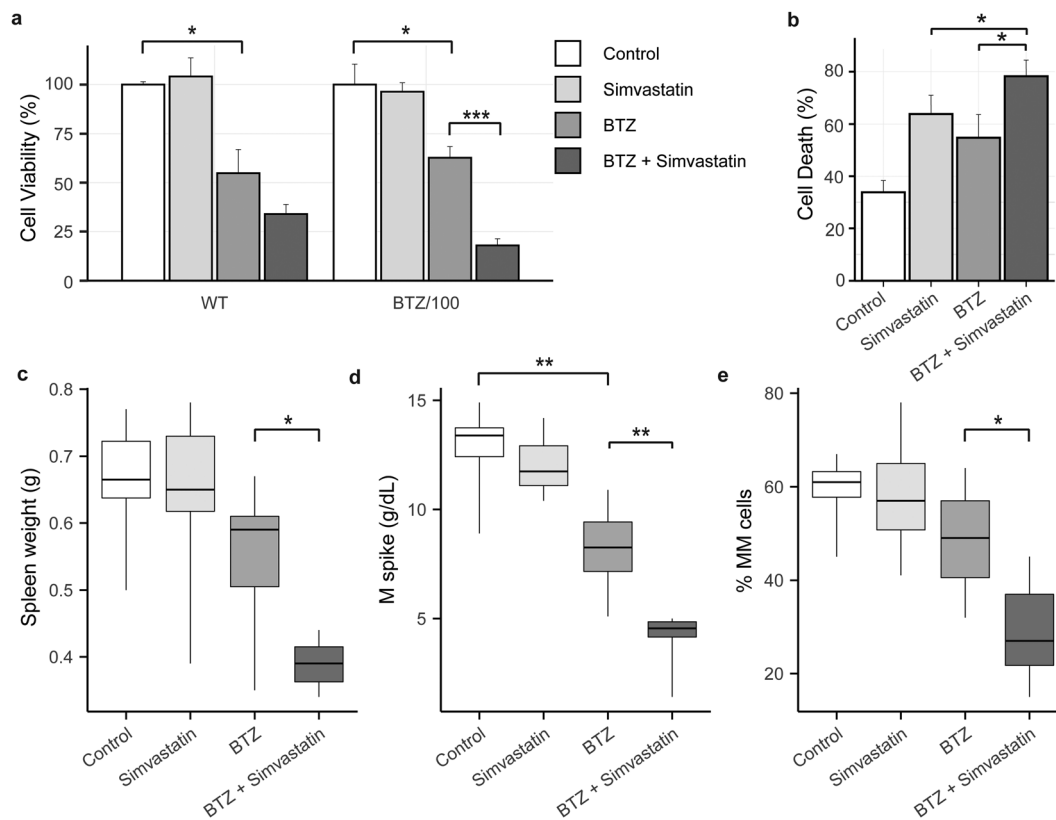 a
Cell Viability (%)
100
75
50
25
0
*
*
***
WT
BTZ/100
Control
Simvastatin
BTZ
BTZ + Simvastatin
b
Cell Death (%)
80
60
40
60
0
*
*
Control
Simvastatin
BTZ
BTZ + Simvastatin
c
Spleen weight (g)
0.8
0.7
0.6
0.5
0.4
*
Control
Simvastatin
BTZ
BTZ + Simvastatin
d
M spike (g/dL)
15
10
5
**
**
Control
Simvastatin
BTZ
BTZ + Simvastatin
e
% MM cells
80
60
40
20
*
Control
Simvastatin
BTZ
BTZ + Simvastatin